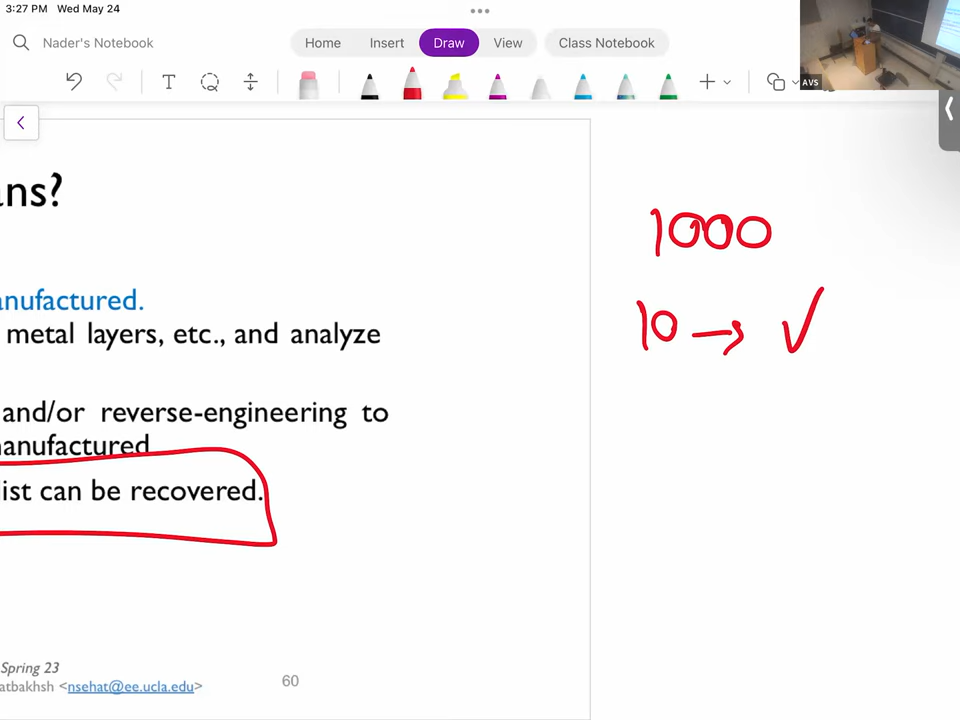 3:27 PM Wed May 24
Nader's Notebook
Home Insert Draw View Class Notebook
T
AVS
ans?
1000
anufactured.
metal layers, etc., and analyze
10 → ✓
and/or reverse-engineering to
anufactured
list can be recovered.
Spring 23
atbakhsh <nsehat@ee.ucla.edu>
60